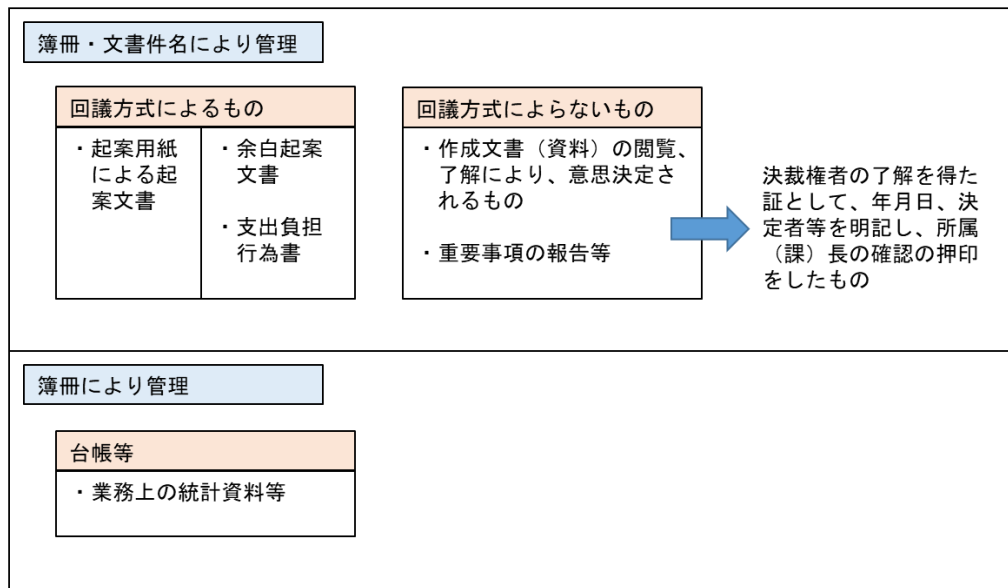 簿冊・文書件名により管理
回議方式によるもの
・起案用紙
による起
案文書
・余白起案
文書
・支出負担
行為書
回議方式によらないもの
・作成文書（資料）の閲覧、
了解により、意思決定さ
れるもの
・重要事項の報告等
決裁権者の了解を得た
証として、年月日、決
定者等を明記し、所属
（課）長の確認の押印
をしたもの
簿冊により管理
台帳等
・業務上の統計資料等